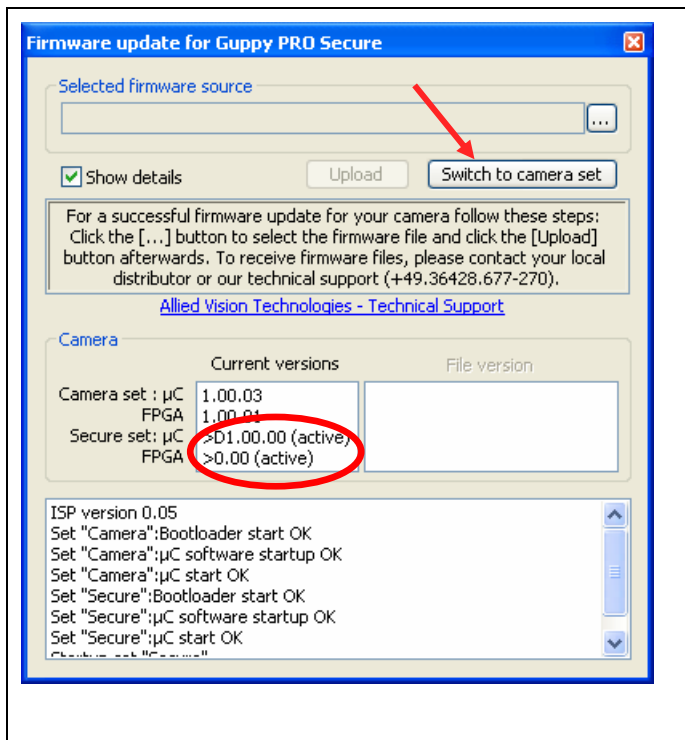 Firmware update for Guppy PRO Secure
Selected firmware source
...
Show details
Upload
Switch to camera set
For a successful firmware update for your camera follow these steps:
Click the [...] button to select the firmware file and click the [Upload]
button afterwards. To receive firmware files, please contact your local
distributor or our technical support (+49.36428.677-270).
Allied Vision Technologies - Technical Support
Camera
Current versions
File version
Camera set : µC 1.00.03
FPGA 1.00.01
Secure set: µC >D1.00.00 (active)
FPGA >0.00 (active)
ISP version 0.05
Set "Camera":Bootloader start OK
Set "Camera":µC software startup OK
Set "Camera":µC start OK
Set "Secure":Bootloader start OK
Set "Secure":µC software startup OK
Set "Secure":µC start OK
Startup set "Secure"